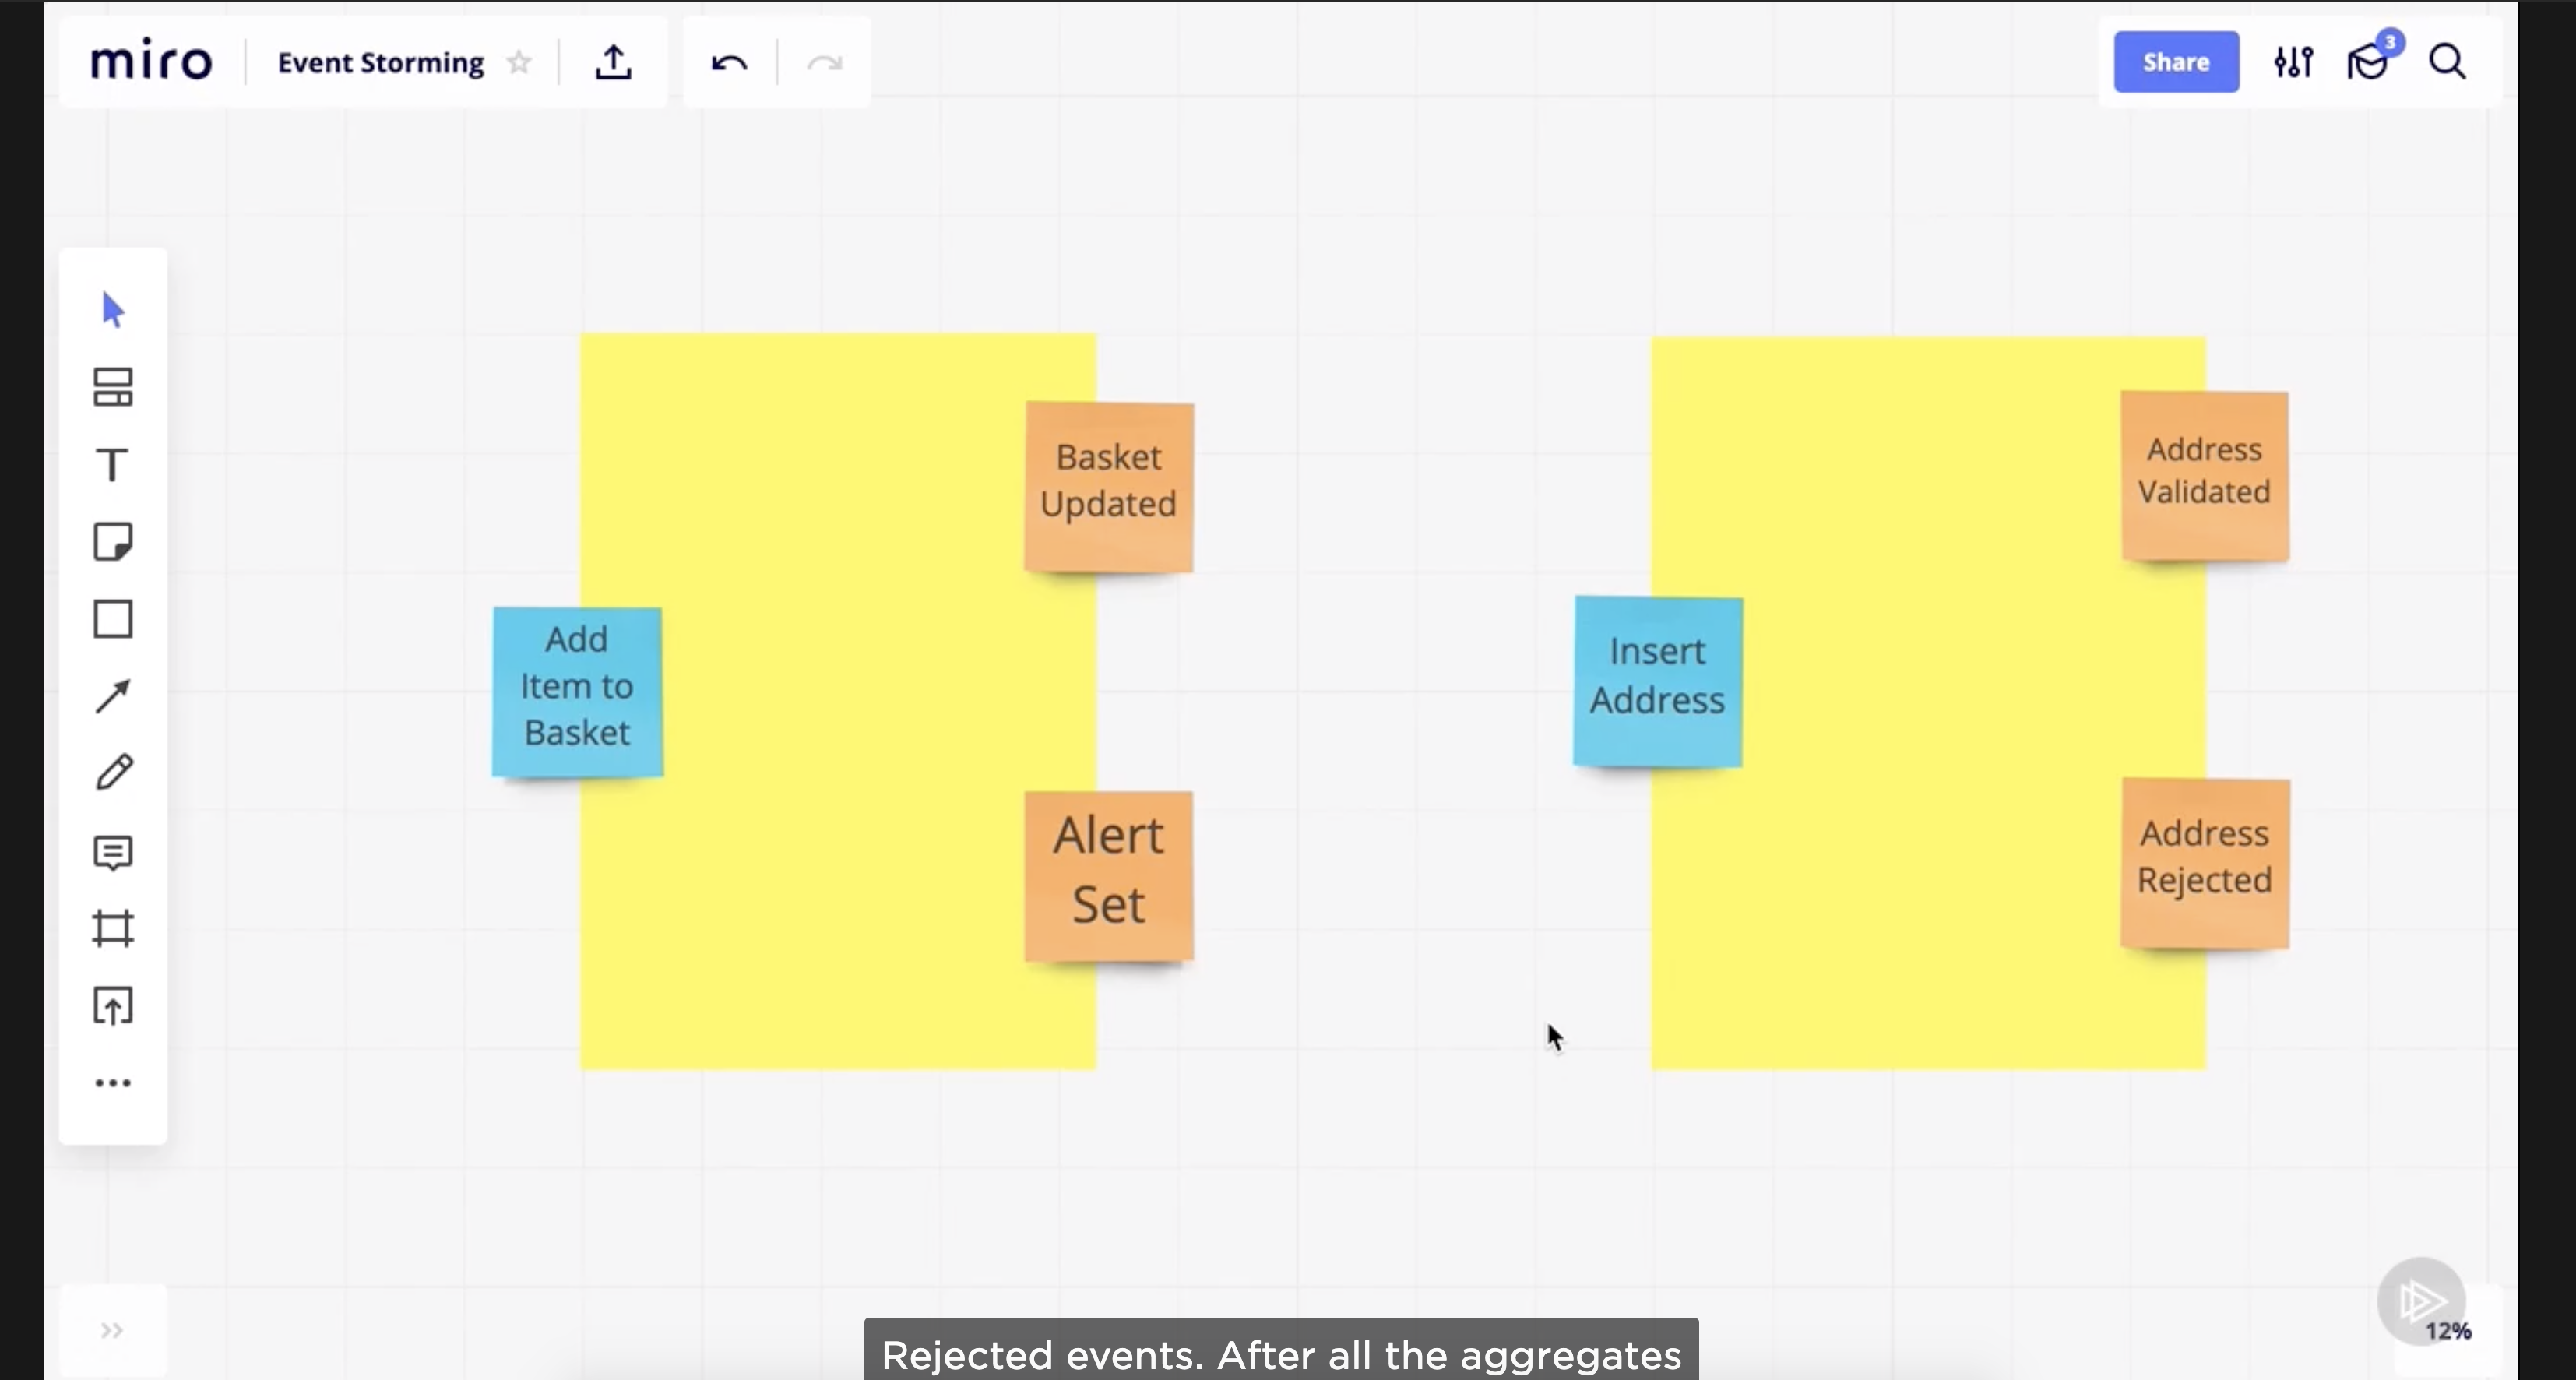 miro
Event Storming
Share
3
Basket
Updated
Address
Validated
Add
Item to
Basket
Insert
Address
Alert
Set
Address
Rejected
12%
Rejected events. After all the aggregates